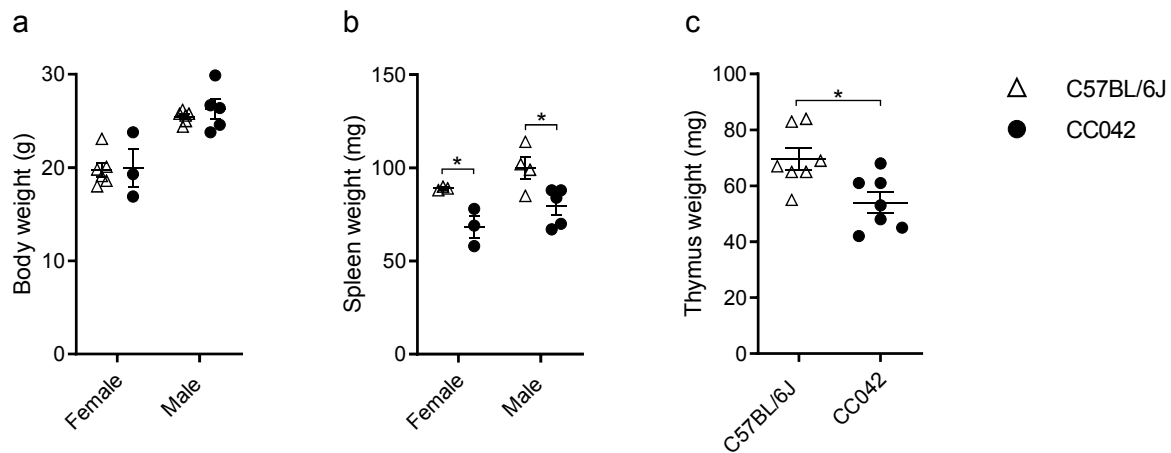 a
b
c
Body weight (g)
30
20
10
0
Female
Male
Spleen weight (mg)
150
100
50
0
*
*
Female
Male
Thymus weight (mg)
100
80
60
40
20
0
*
C57BL/6J
CC042
C57BL/6J
CC042